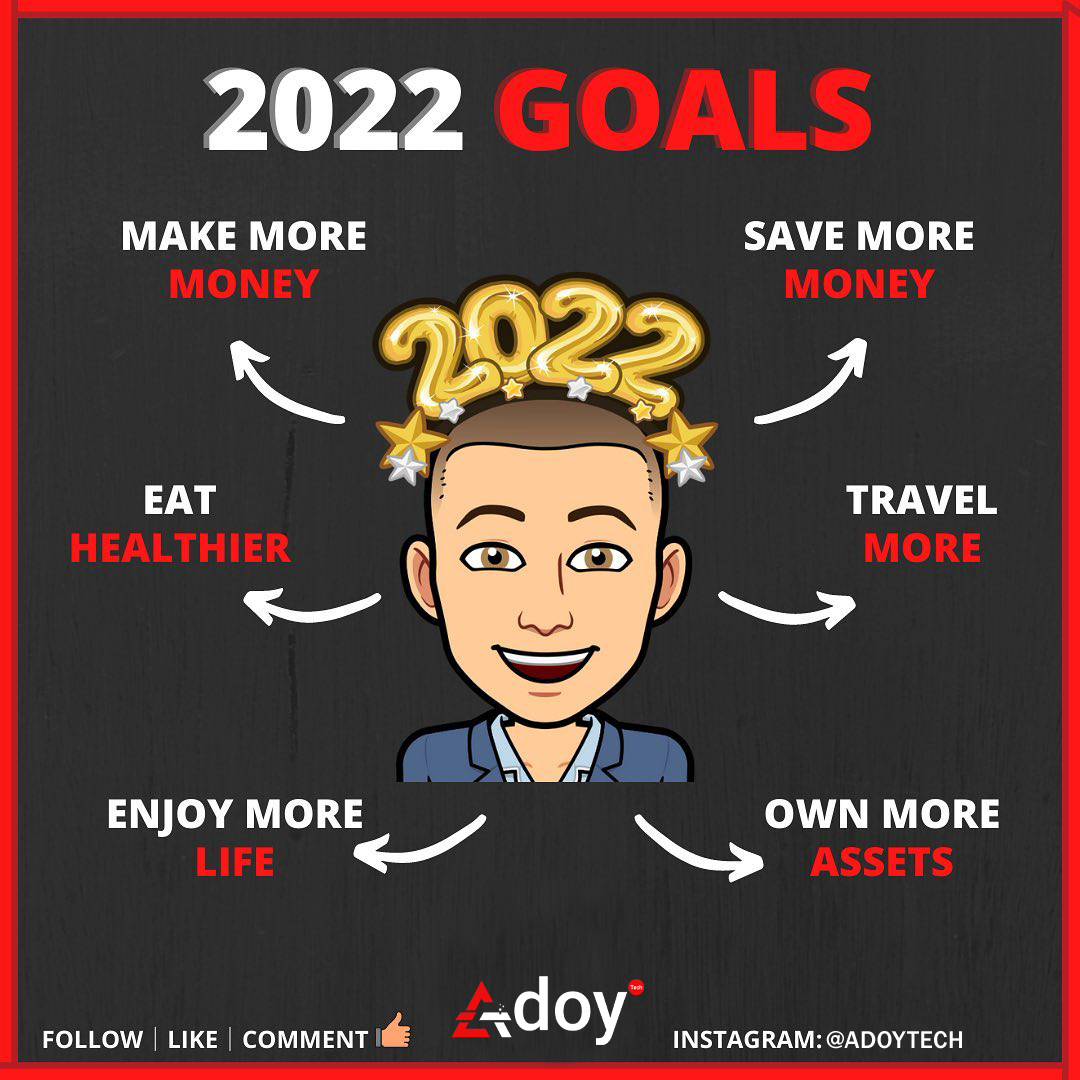 2022 GOALS
MAKE MORE
MONEY
SAVE MORE
MONEY
2022
EAT
HEALTHIER
TRAVEL
MORE
ENJOY MORE
LIFE
OWN MORE
ASSETS
Adoy Tech
FOLLOW | LIKE | COMMENT
INSTAGRAM: @ADOYTECH